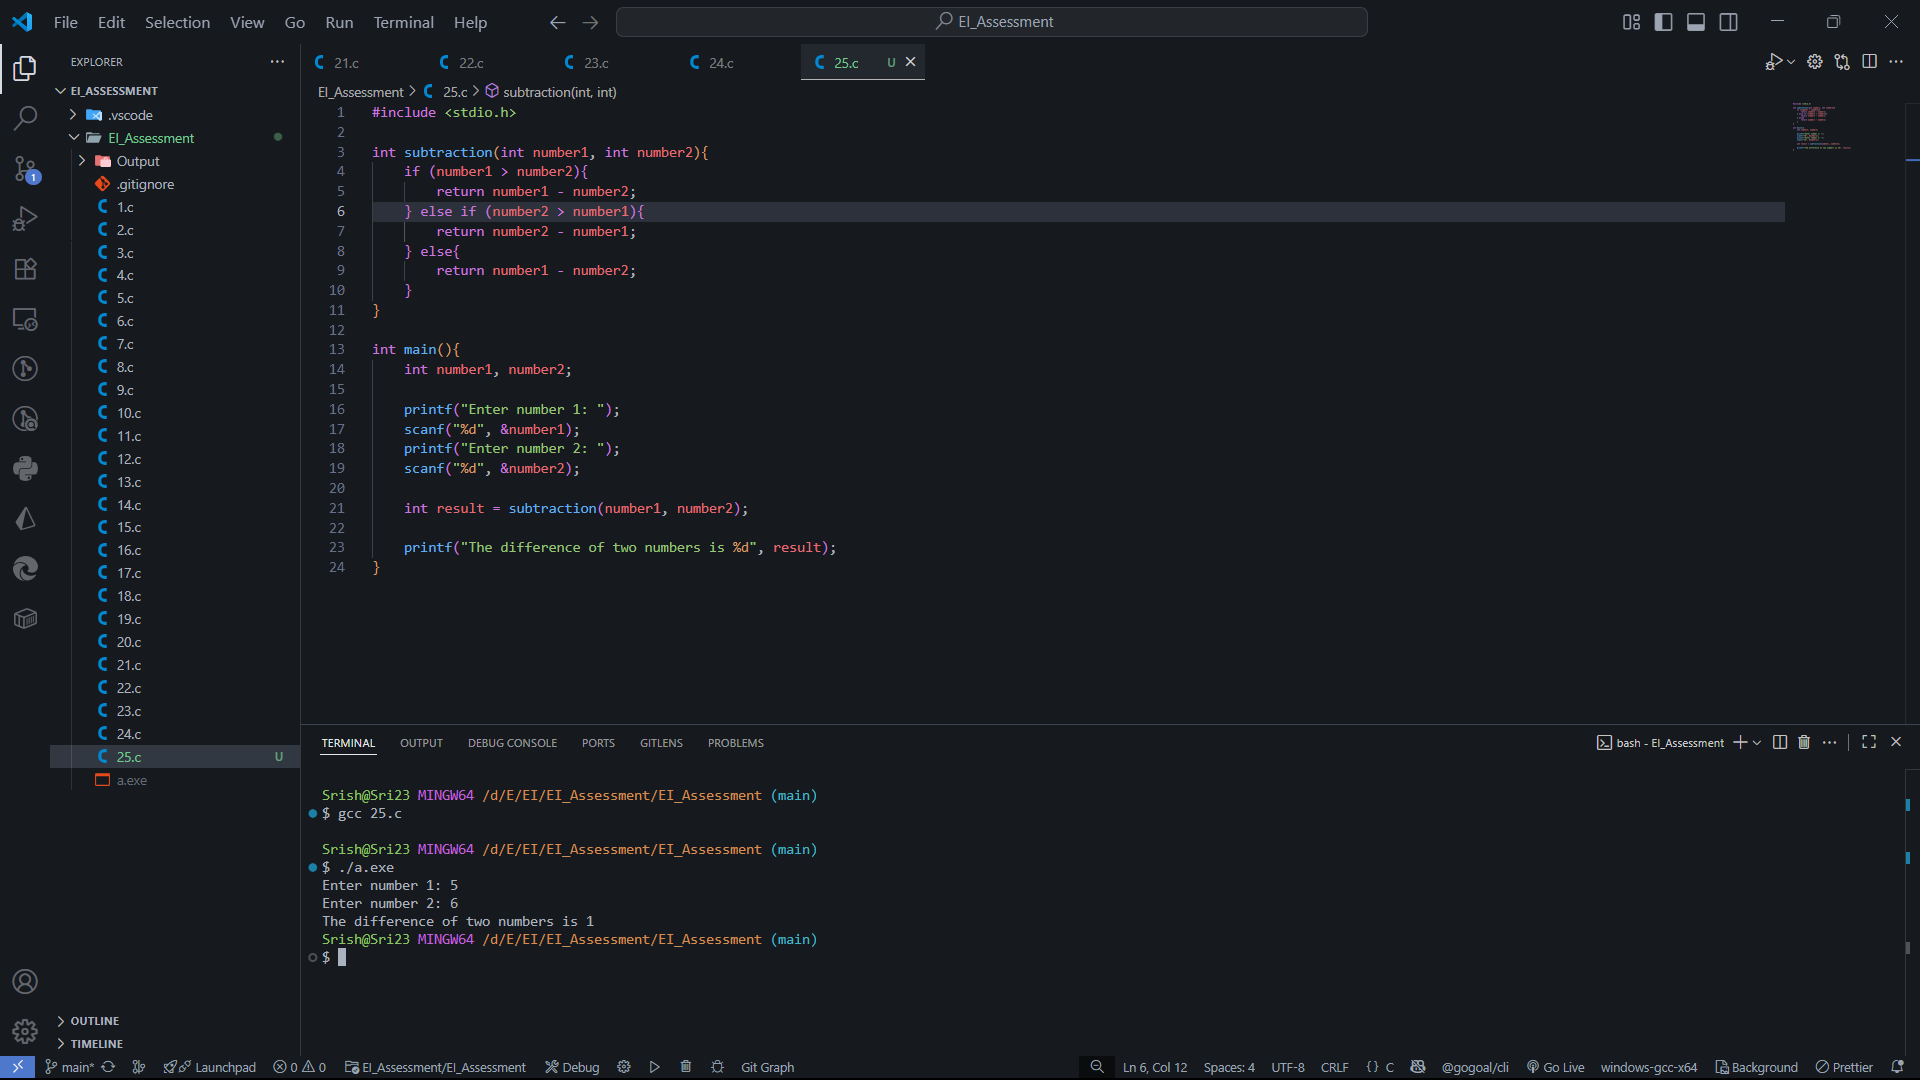 File Edit Selection View Go Run Terminal Help
EI_Assessment
EXPLORER
EI_ASSESSMENT
.vscode
EI_Assessment
Output
.gitignore
1.c
2.c
3.c
4.c
5.c
6.c
7.c
8.c
9.c
10.c
11.c
12.c
13.c
14.c
15.c
16.c
17.c
18.c
19.c
20.c
21.c
22.c
23.c
24.c
25.c U
a.exe
OUTLINE
TIMELINE
1
21.c 22.c 23.c 24.c 25.c U
EI_Assessment > 25.c > subtraction(int, int)
1 #include <stdio.h>
2
3 int subtraction(int number1, int number2){
4 if (number1 > number2){
5 return number1 - number2;
6 } else if (number2 > number1){
7 return number2 - number1;
8 } else{
9 return number1 - number2;
10 }
11 }
12
13 int main(){
14 int number1, number2;
15
16 printf("Enter number 1: ");
17 scanf("%d", &number1);
18 printf("Enter number 2: ");
19 scanf("%d", &number2);
20
21 int result = subtraction(number1, number2);
22
23 printf("The difference of two numbers is %d", result);
24 }
TERMINAL OUTPUT DEBUG CONSOLE PORTS GITLENS PROBLEMS
bash - EI_Assessment
Srish@Sri23 MINGW64 /d/E/EI/EI_Assessment/EI_Assessment (main)
$ gcc 25.c
Srish@Sri23 MINGW64 /d/E/EI/EI_Assessment/EI_Assessment (main)
$ ./a.exe
Enter number 1: 5
Enter number 2: 6
The difference of two numbers is 1
Srish@Sri23 MINGW64 /d/E/EI/EI_Assessment/EI_Assessment (main)
$
main* Launchpad 0 0 EI_Assessment/EI_Assessment Debug Git Graph Ln 6, Col 12 Spaces: 4 UTF-8 CRLF {} C @gogoal/cli Go Live windows-gcc-x64 Background Prettier